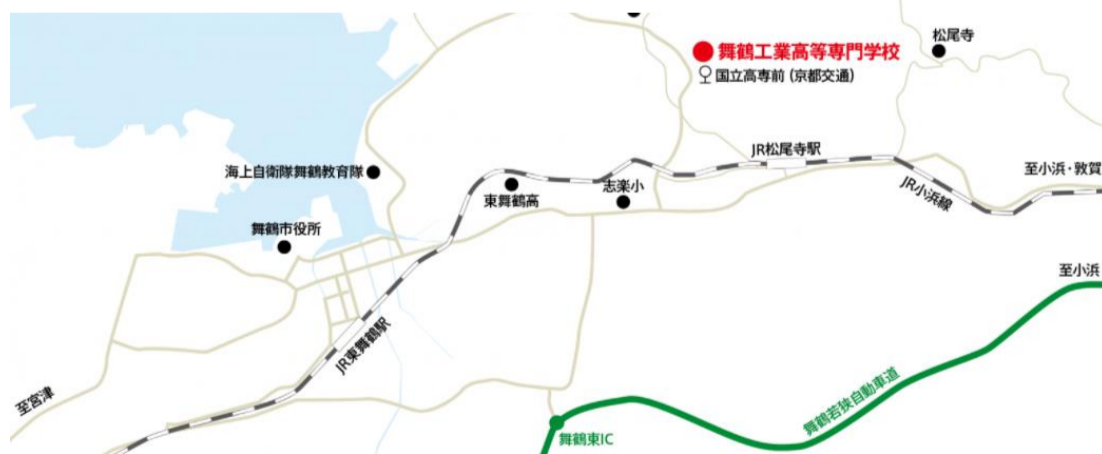 松尾寺
舞鶴工業高等専門学校
国立高専前 (京都交通)
JR松尾寺駅
海上自衛隊舞鶴教育隊
至小浜・敦賀
東舞鶴高
志楽小
JR小浜線
舞鶴市役所
至小浜
JR東舞鶴駅
至宮津
舞鶴若狭自動車道
舞鶴東IC